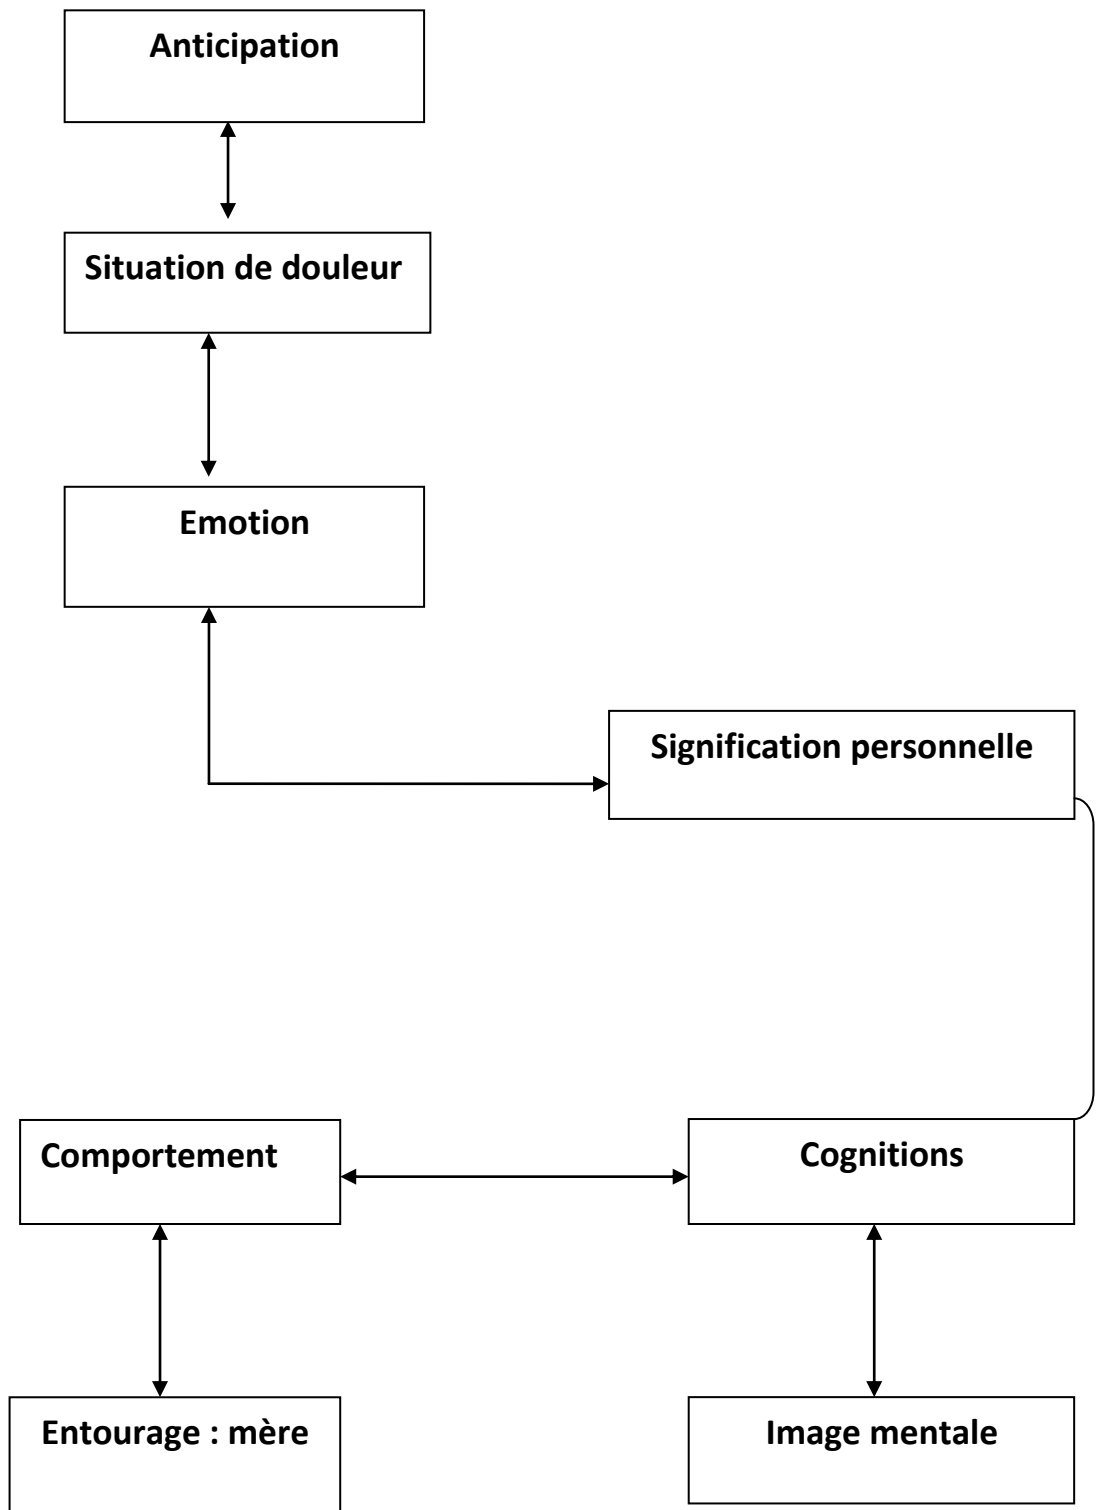 Anticipation
Situation de douleur
Emotion
Signification personnelle
Comportement
Cognitions
Entourage : mère
Image mentale